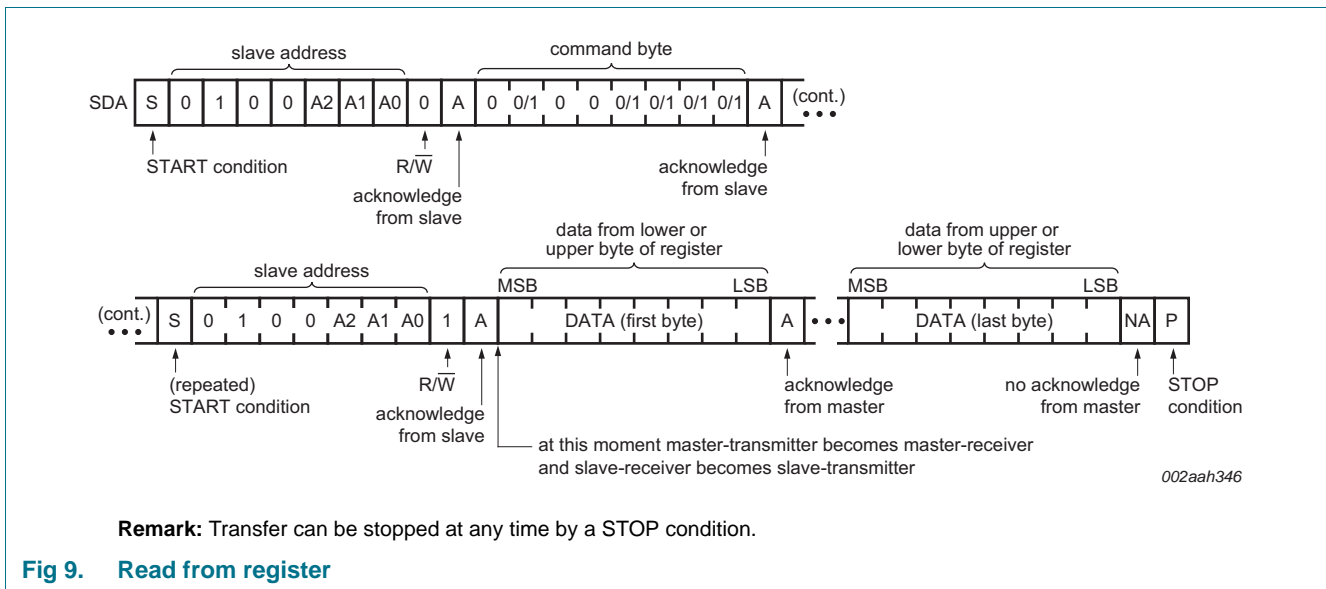 slave address command byte
SDA S 0 1 0 0 A2 A1 A0 0 A 0 0/1 0 0 0/1 0/1 0/1 0/1 A (cont.)
START condition R/W acknowledge
acknowledge from slave
from slave
data from lower or data from upper or
upper byte of register lower byte of register
slave address
MSB LSB MSB LSB
(cont.) S 0 1 0 0 A2 A1 A0 1 A DATA (first byte) A DATA (last byte) NA P
(repeated) R/W acknowledge no acknowledge STOP
START condition acknowledge from master from master condition
from slave
at this moment master-transmitter becomes master-receiver
and slave-receiver becomes slave-transmitter
002aah346
Remark: Transfer can be stopped at any time by a STOP condition.
Fig 9. Read from register